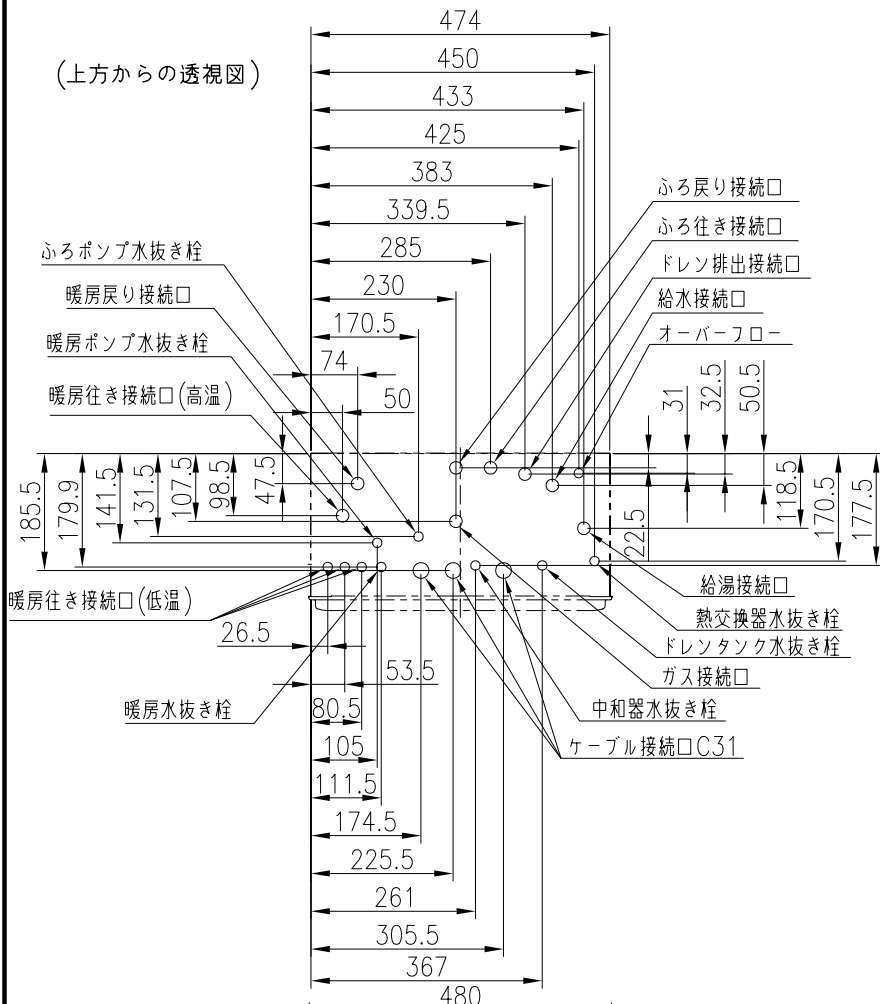 474
(上方からの透視図)
450
433
425
383
339.5
285
230
170.5
74
50
ふろポンプ水抜き栓
暖房戻り接続口
暖房ポンプ水抜き栓
暖房往き接続口(高温)
ふろ戻り接続口
ふろ往き接続口
ドレン排出接続口
給水接続口
オーバーフロー
31
32.5
50.5
185.5
179.9
141.5
131.5
107.5
98.5
47.5
22.5
118.5
170.5
177.5
暖房往き接続口(低温)
26.5
53.5
暖房水抜き栓
80.5
105
111.5
174.5
225.5
261
305.5
367
480
給湯接続口
熱交換器水抜き栓
ドレンタンク水抜き栓
ガス接続口
中和器水抜き栓
ケーブル接続口C31